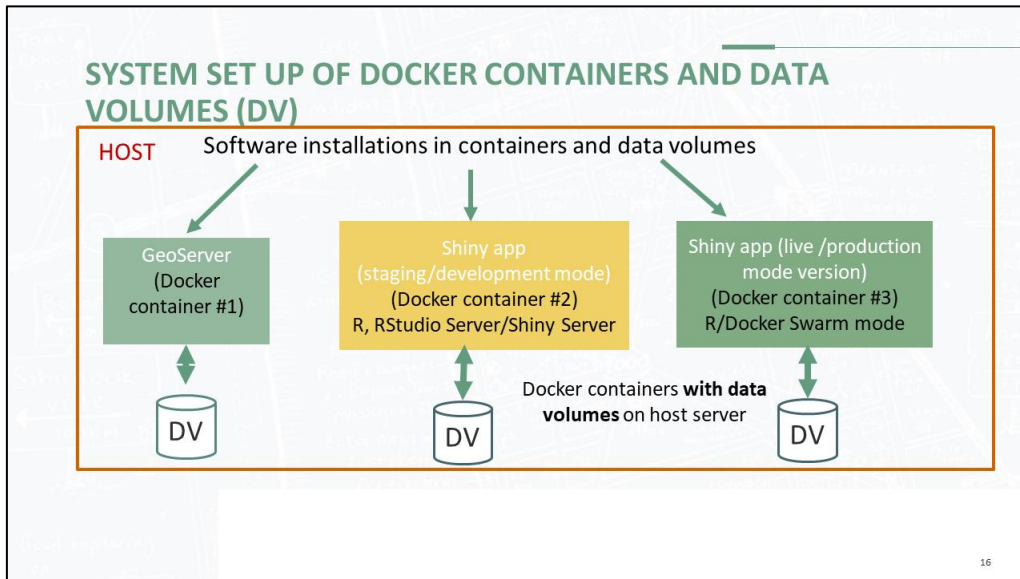 SYSTEM SET UP OF DOCKER CONTAINERS AND DATA
VOLUMES (DV)
HOST
Software installations in containers and data volumes
GeoServer
(Docker
container #1)
Shiny app
(staging/development mode)
(Docker container #2)
R, RStudio Server/Shiny Server
Shiny app (live /production
mode version)
(Docker container #3)
R/Docker Swarm mode
Docker containers with data
volumes on host server
DV
DV
DV
16